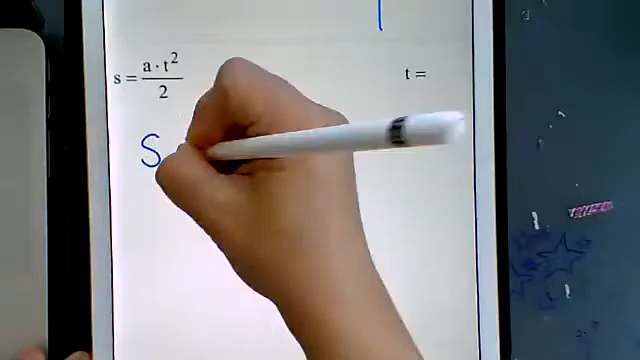 s = a · t² / 2
t =
S